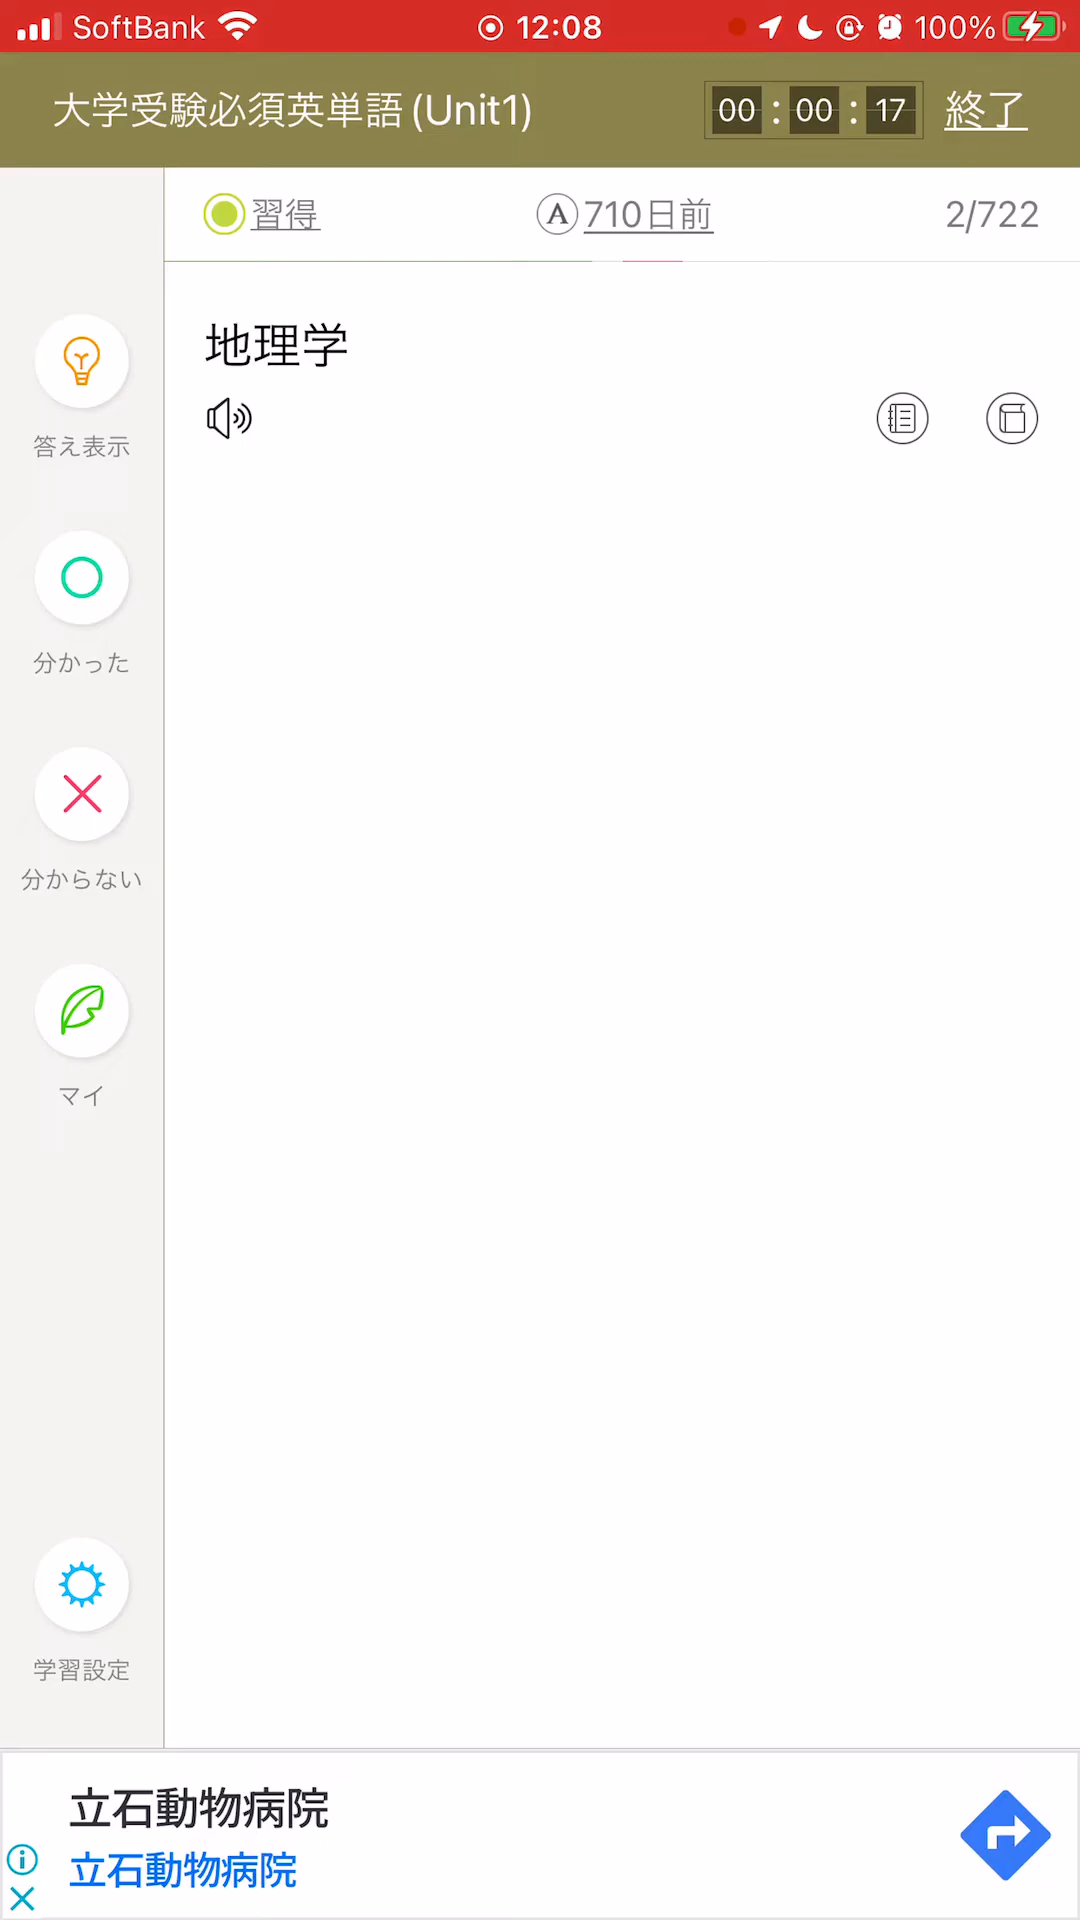 SoftBank 12:08 100%
大学受験必須英単語 (Unit1) 00 : 00 : 17 終了
習得 A 710日前 2/722
地理学
答え表示
分かった
分からない
マイ
学習設定
立石動物病院
立石動物病院